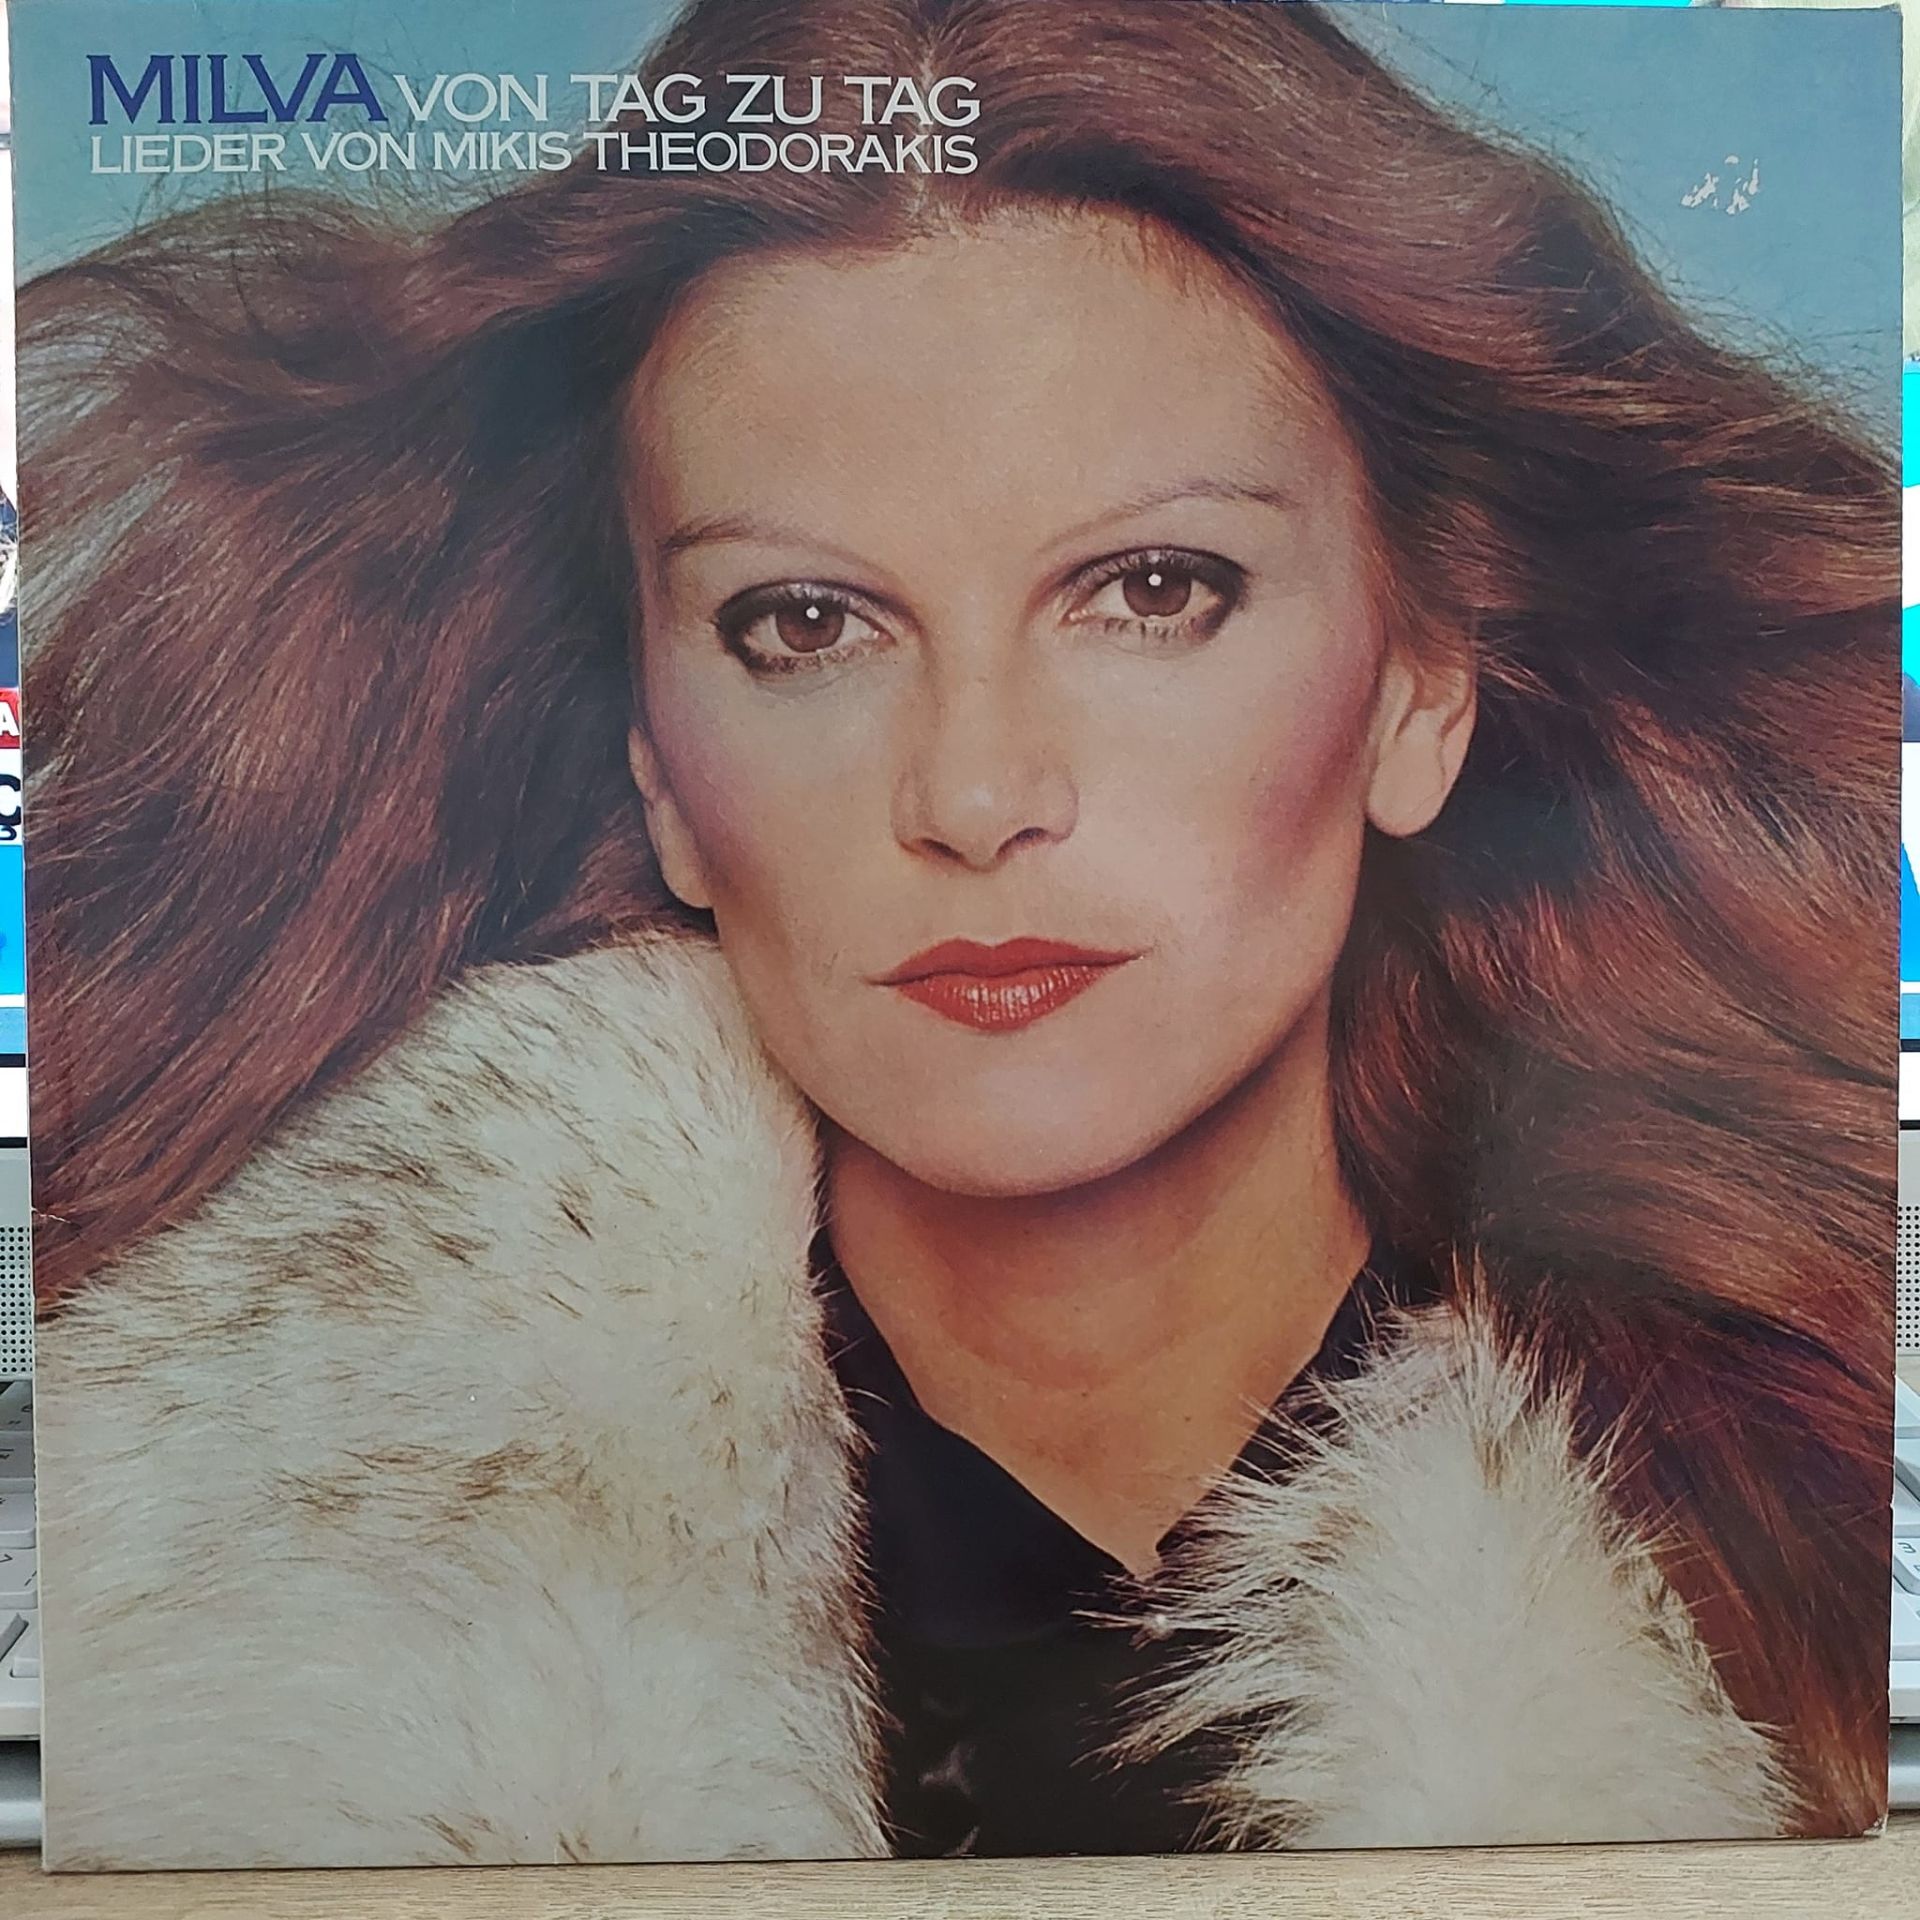 MILVA VON TAG ZU TAG
LIEDER VON MIKIS THEODORAKIS